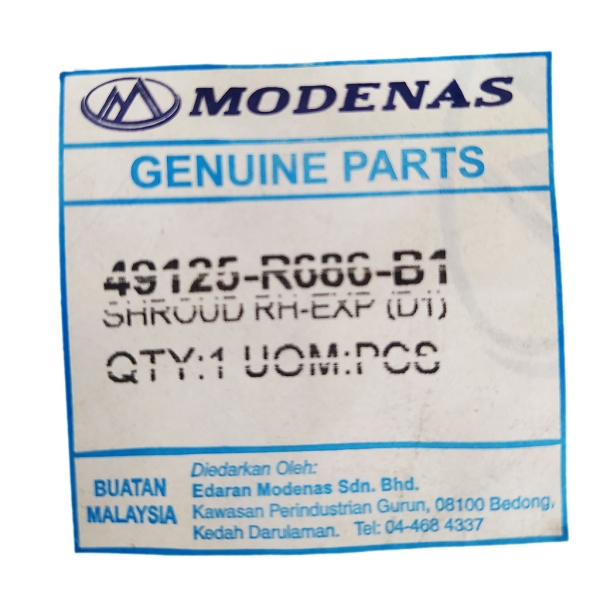 MODENAS
GENUINE PARTS
49125-R686-B1
SHROUD RH-EXP (D1)
QTY:1 UOM:PCS
BUATAN
MALAYSIA
Diedarkan Oleh:
Edaran Modenas Sdn. Bhd.
Kawasan Perindustrian Gurun, 08100 Bedong,
Kedah Darulaman. Tel: 04-468 4337